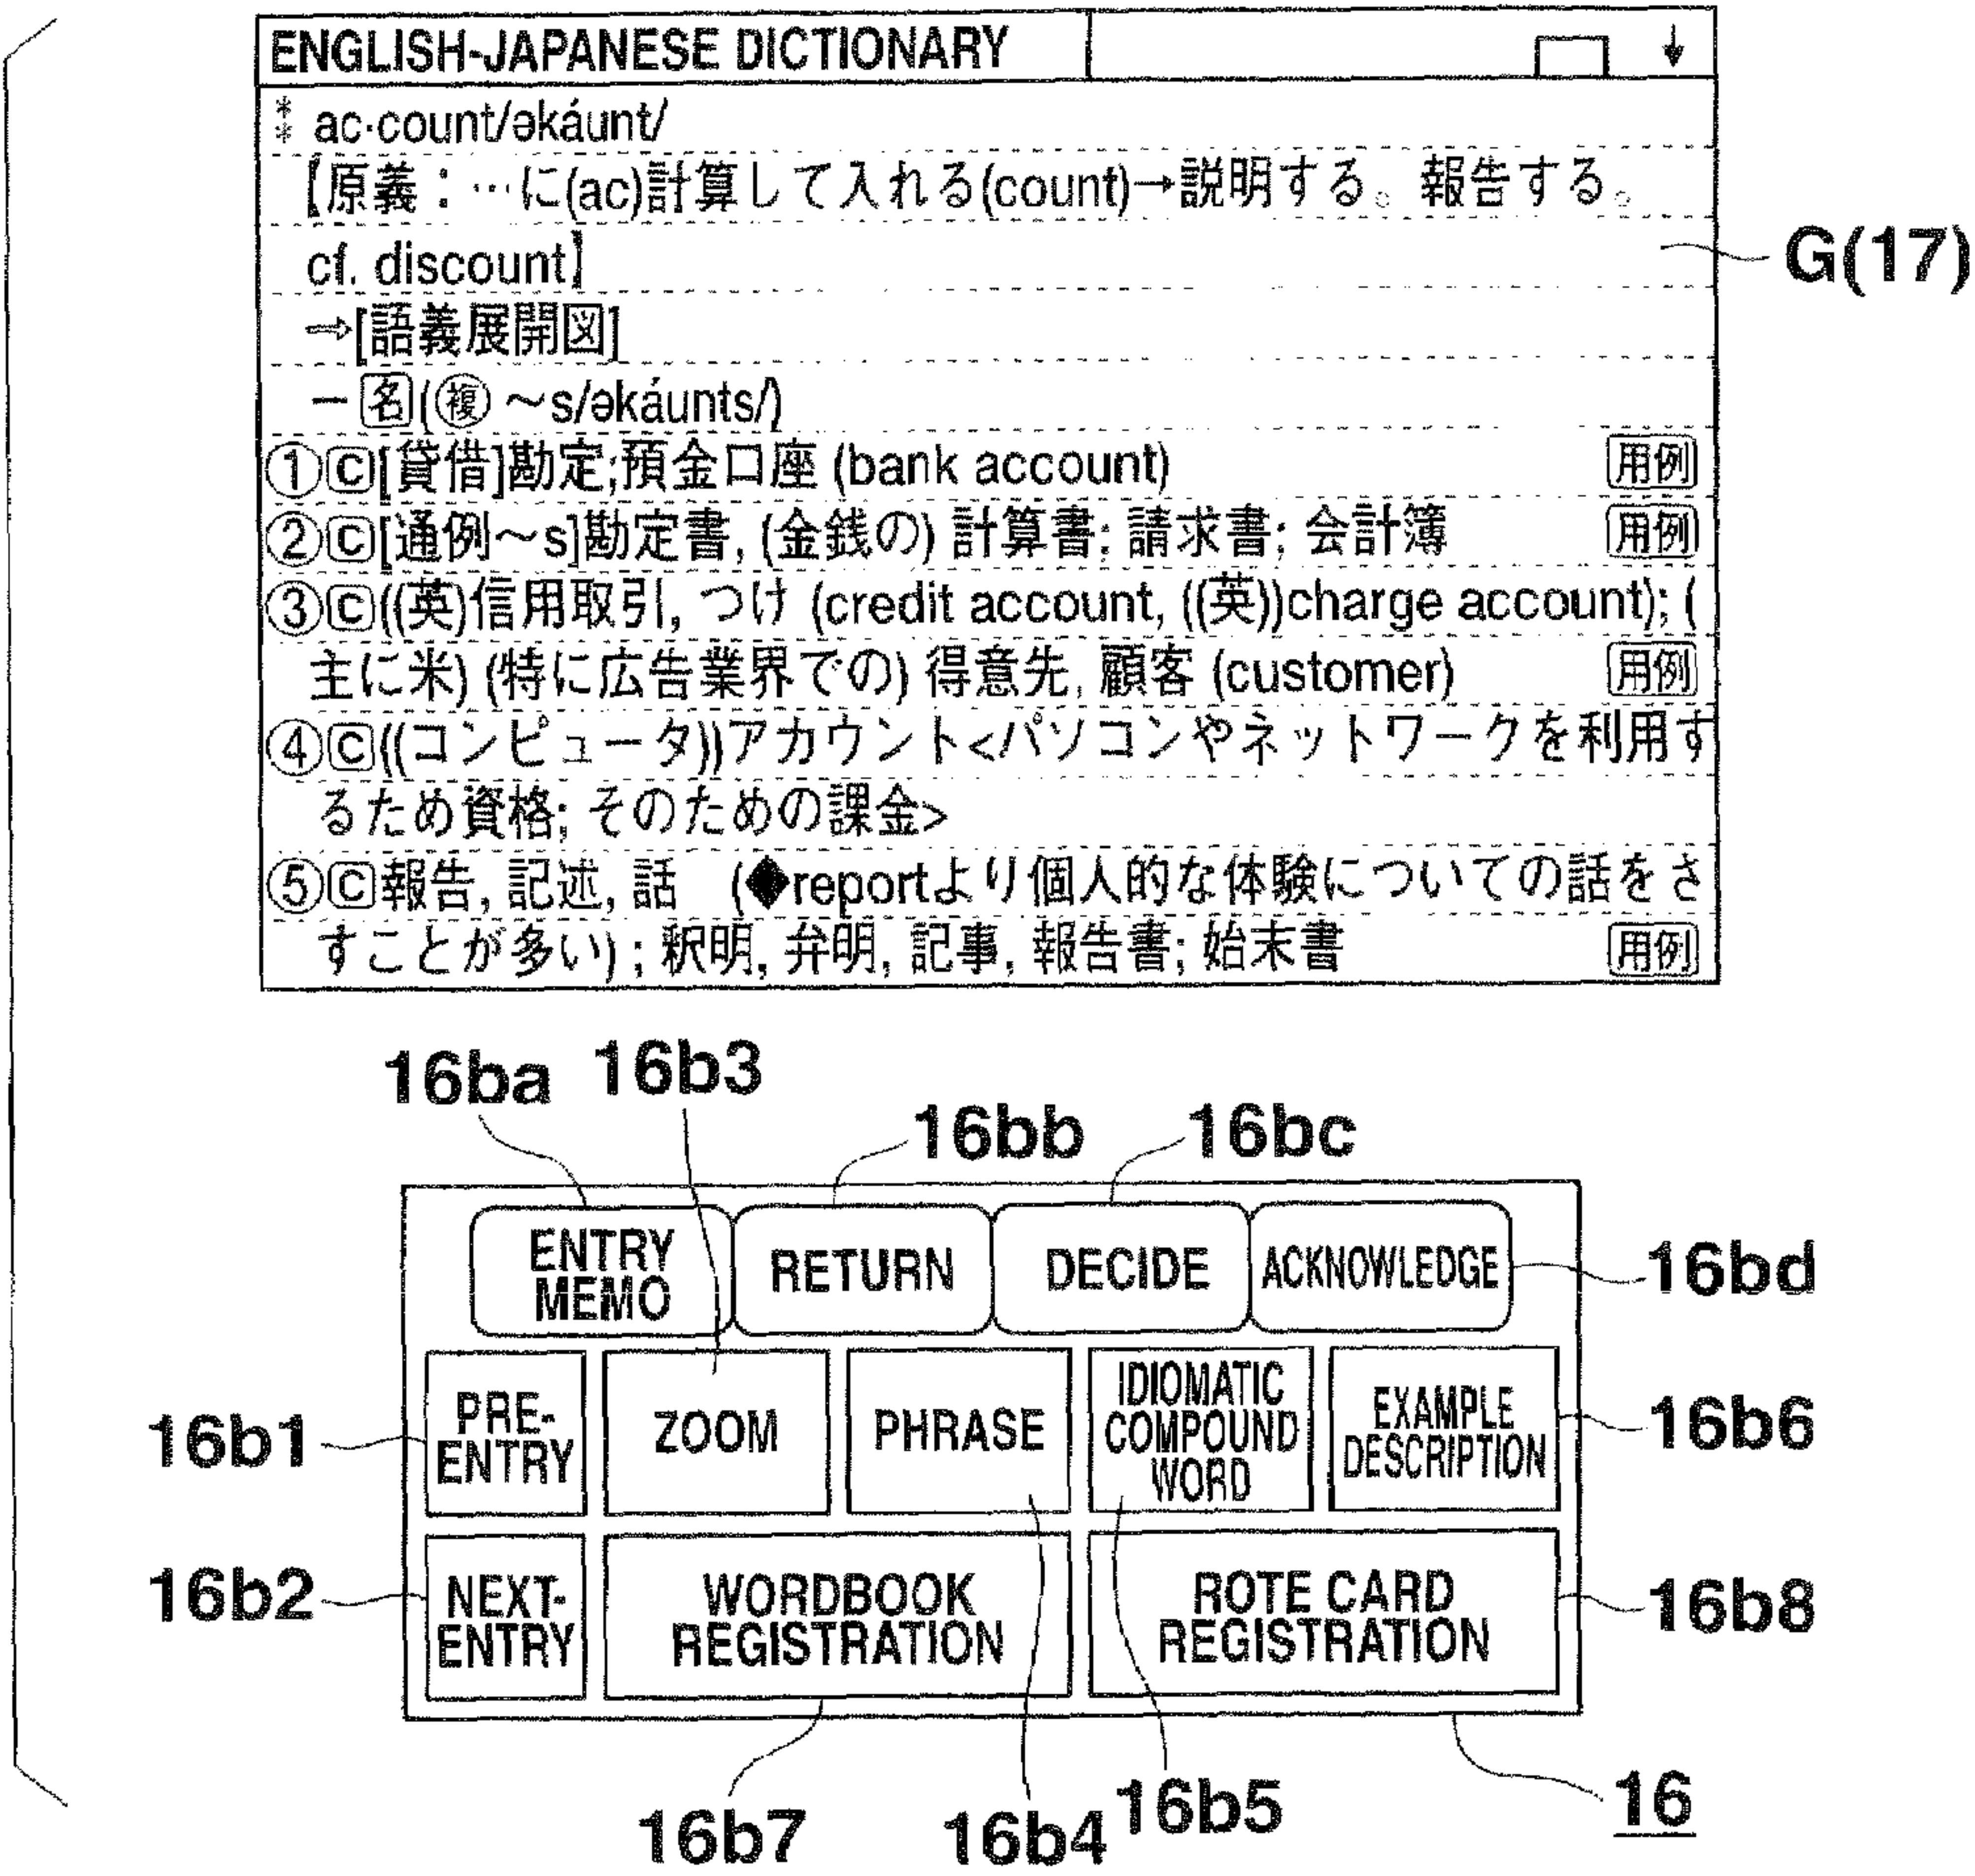 ENGLISH-JAPANESE DICTIONARY ↓
** ac·count/əkáunt/
【原義：…に(ac)計算して入れる(count)→説明する。報告する。
cf. discount】
⇒[語義展開図]
－名(複 ～s/əkáunts/)
①C[貸借]勘定;預金口座 (bank account) 用例
②C[通例～s]勘定書, (金銭の) 計算書; 請求書; 会計簿 用例
③C((英)信用取引, つけ (credit account, ((英))charge account); (
主に米) (特に広告業界での) 得意先, 顧客 (customer) 用例
④C((コンピュータ))アカウント<パソコンやネットワークを利用す
るため資格; そのための課金>
⑤C報告, 記述, 話 (◆reportより個人的な体験についての話をさ
すことが多い) ; 釈明, 弁明, 記事, 報告書; 始末書 用例
G(17)
16ba 16b3
16bb 16bc
ENTRY
MEMO
RETURN
DECIDE
ACKNOWLEDGE
16bd
16b1
PRE-
ENTRY
ZOOM
PHRASE
IDIOMATIC
COMPOUND
WORD
EXAMPLE
DESCRIPTION
16b6
16b2
NEXT-
ENTRY
WORDBOOK
REGISTRATION
ROTE CARD
REGISTRATION
16b8
16b7 16b4 16b5 16